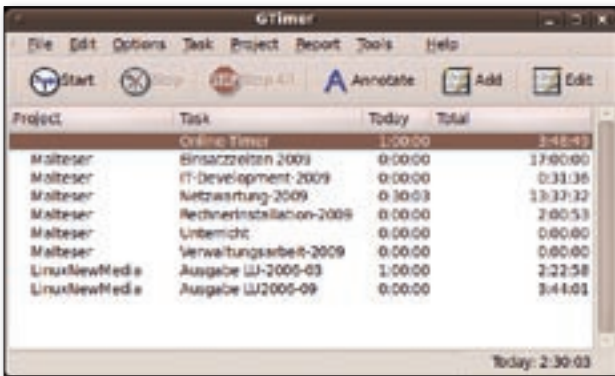 GTimer
File Edit Options Task Project Report Tools Help
Start Stop Stop All Annotate Add Edit
Project Task Today Total
Online Timer 1:00:00 3:48:49
Malteser Einsatzzeiten 2009 0:00:00 17:00:00
Malteser IT-Development-2009 0:00:00 0:31:36
Malteser Netzwartung-2009 0:30:03 13:37:32
Malteser Rechnerinstallation-2009 0:00:00 2:00:53
Malteser Unterricht 0:00:00 0:00:00
Malteser Verwaltungsarbeit-2009 0:00:00 0:00:00
LinuxNewMedia Ausgabe LU-2006-03 1:00:00 2:22:58
LinuxNewMedia Ausgabe LU2006-09 0:00:00 3:44:01
Today: 2:30:03